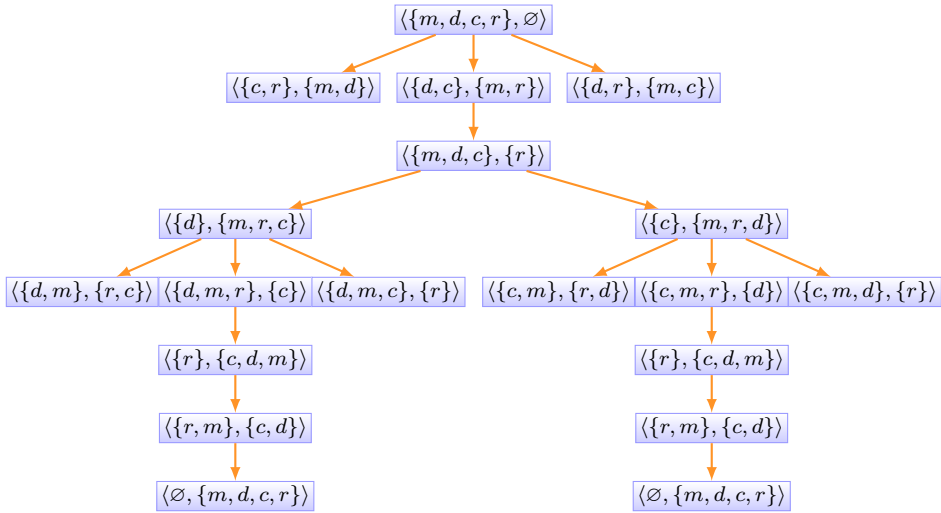 ⟨{m, d, c, r}, ∅⟩
⟨{c, r}, {m, d}⟩ ⟨{d, c}, {m, r}⟩ ⟨{d, r}, {m, c}⟩
⟨{m, d, c}, {r}⟩
⟨{d}, {m, r, c}⟩ ⟨{c}, {m, r, d}⟩
⟨{d, m}, {r, c}⟩ ⟨{d, m, r}, {c}⟩ ⟨{d, m, c}, {r}⟩ ⟨{c, m}, {r, d}⟩ ⟨{c, m, r}, {d}⟩ ⟨{c, m, d}, {r}⟩
⟨{r}, {c, d, m}⟩ ⟨{r}, {c, d, m}⟩
⟨{r, m}, {c, d}⟩ ⟨{r, m}, {c, d}⟩
⟨∅, {m, d, c, r}⟩ ⟨∅, {m, d, c, r}⟩